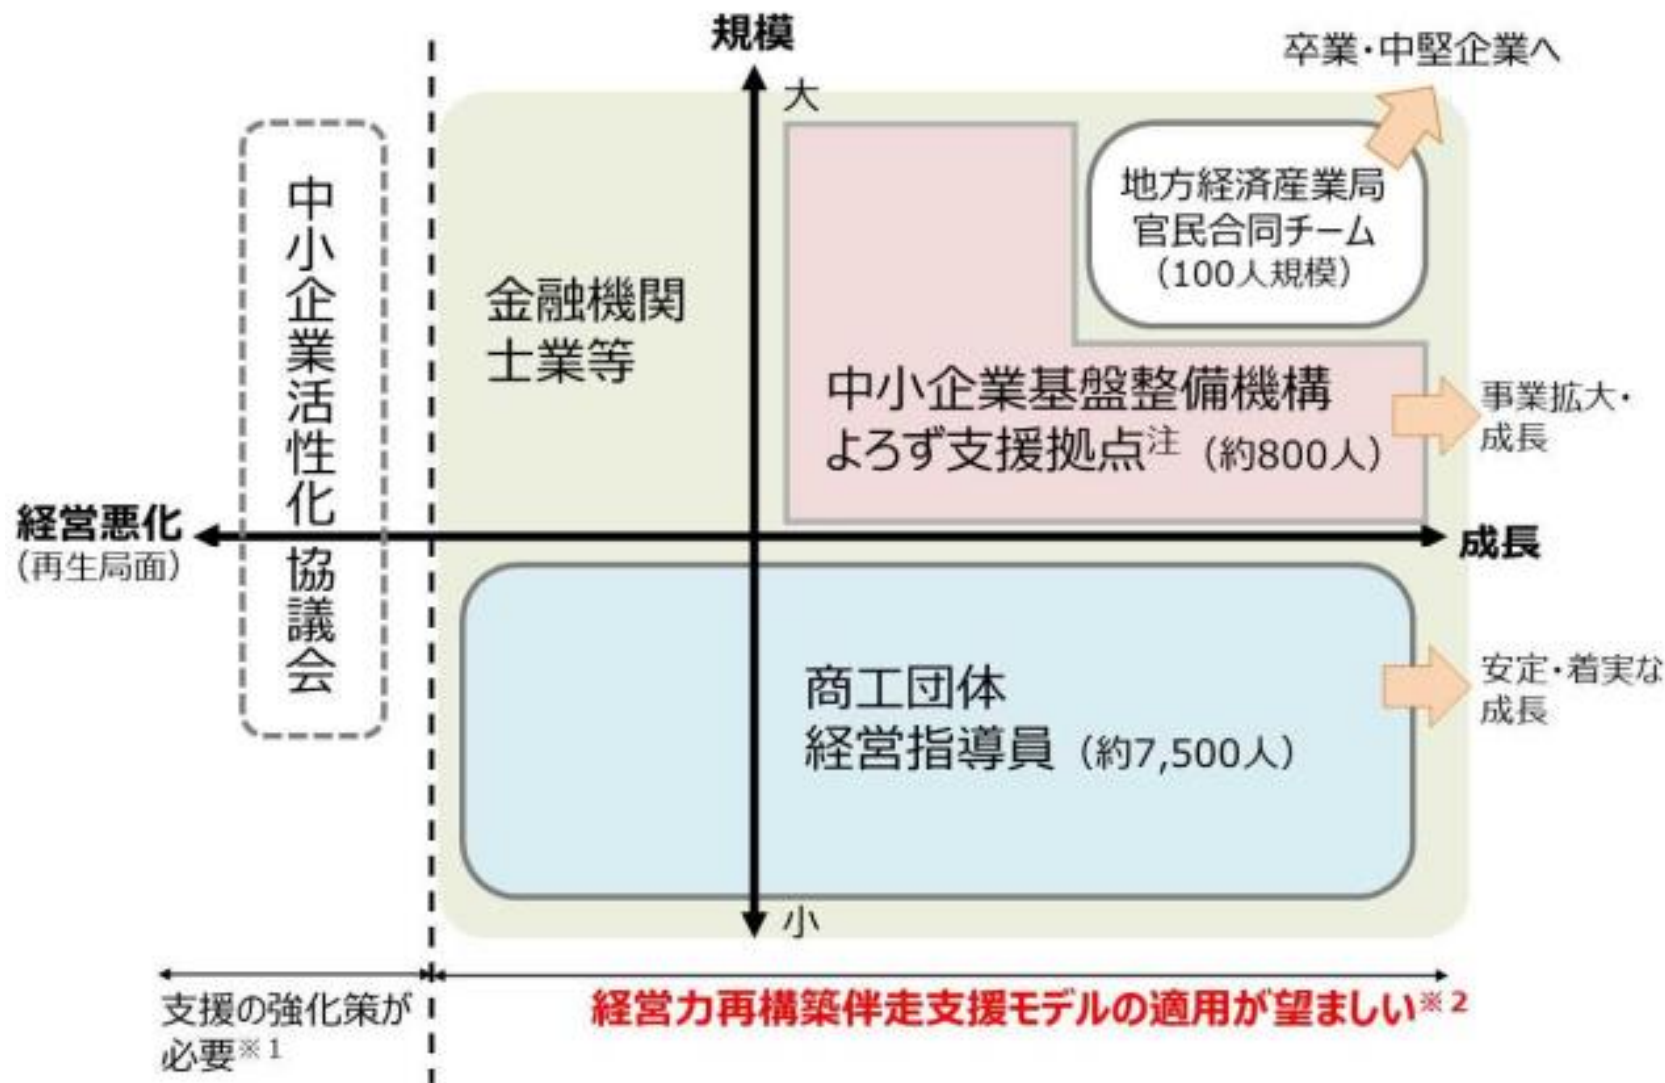 規模
大
卒業・中堅企業へ
中小企業活性化協議会
地方経済産業局
官民合同チーム
（100人規模）
金融機関
士業等
中小企業基盤整備機構
よろず支援拠点注（約800人）
事業拡大・
成長
経営悪化
（再生局面）
成長
商工団体
経営指導員（約7,500人）
安定・着実な
成長
小
支援の強化策が
必要※1
経営力再構築伴走支援モデルの適用が望ましい※2